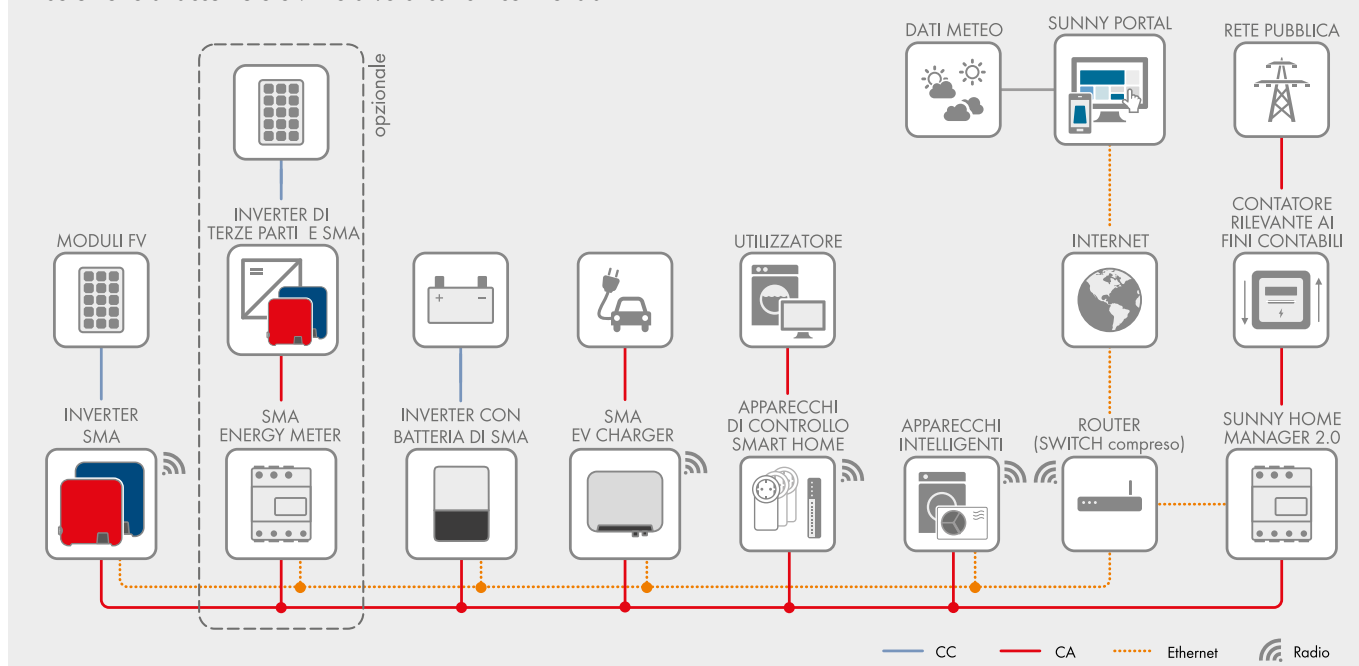 opzionale
DATI METEO
SUNNY PORTAL
RETE PUBBLICA
MODULI FV
INVERTER DI
TERZE PARTI E SMA
UTILIZZATORE
INTERNET
CONTATORE
RILEVANTE AI
FINI CONTABILI
INVERTER
SMA
SMA
ENERGY METER
INVERTER CON
BATTERIA DI SMA
SMA
EV CHARGER
APPARECCHI
DI CONTROLLO
SMART HOME
APPARECCHI
INTELLIGENTI
ROUTER
(SWITCH compreso)
SUNNY HOME
MANAGER 2.0
CC
CA
Ethernet
Radio